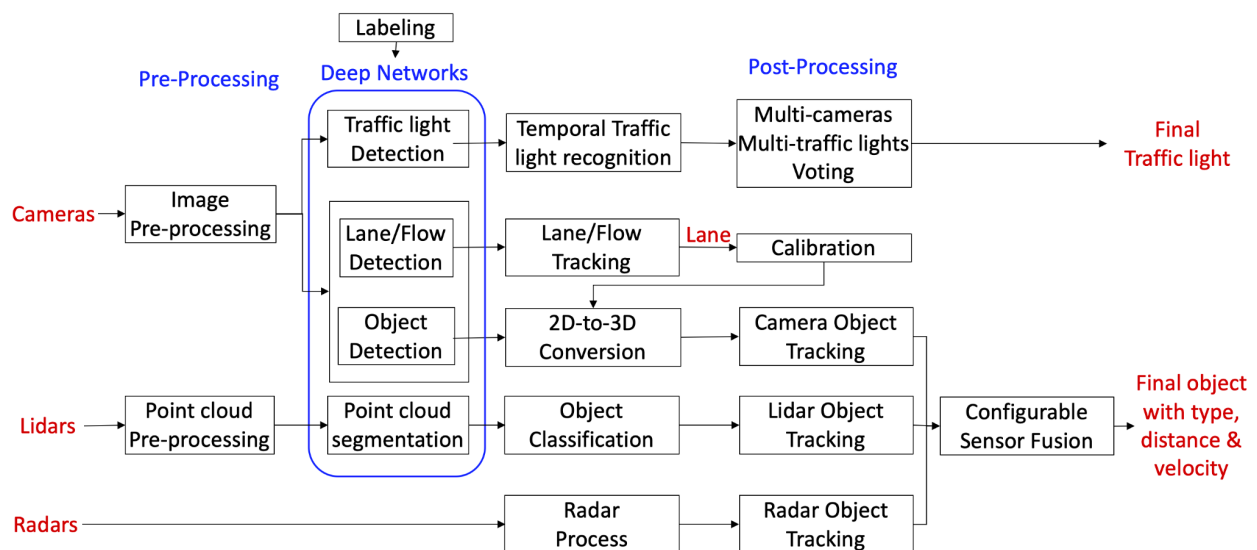 Labeling
Pre-Processing
Deep Networks
Post-Processing
Traffic light
Detection
Temporal Traffic
light recognition
Multi-cameras
Multi-traffic lights
Voting
Final
Traffic light
Cameras
Image
Pre-processing
Lane/Flow
Detection
Lane/Flow
Tracking
Lane
Calibration
Object
Detection
2D-to-3D
Conversion
Camera Object
Tracking
Lidars
Point cloud
Pre-processing
Point cloud
segmentation
Object
Classification
Lidar Object
Tracking
Configurable
Sensor Fusion
Final object
with type,
distance &
velocity
Radars
Radar
Process
Radar Object
Tracking